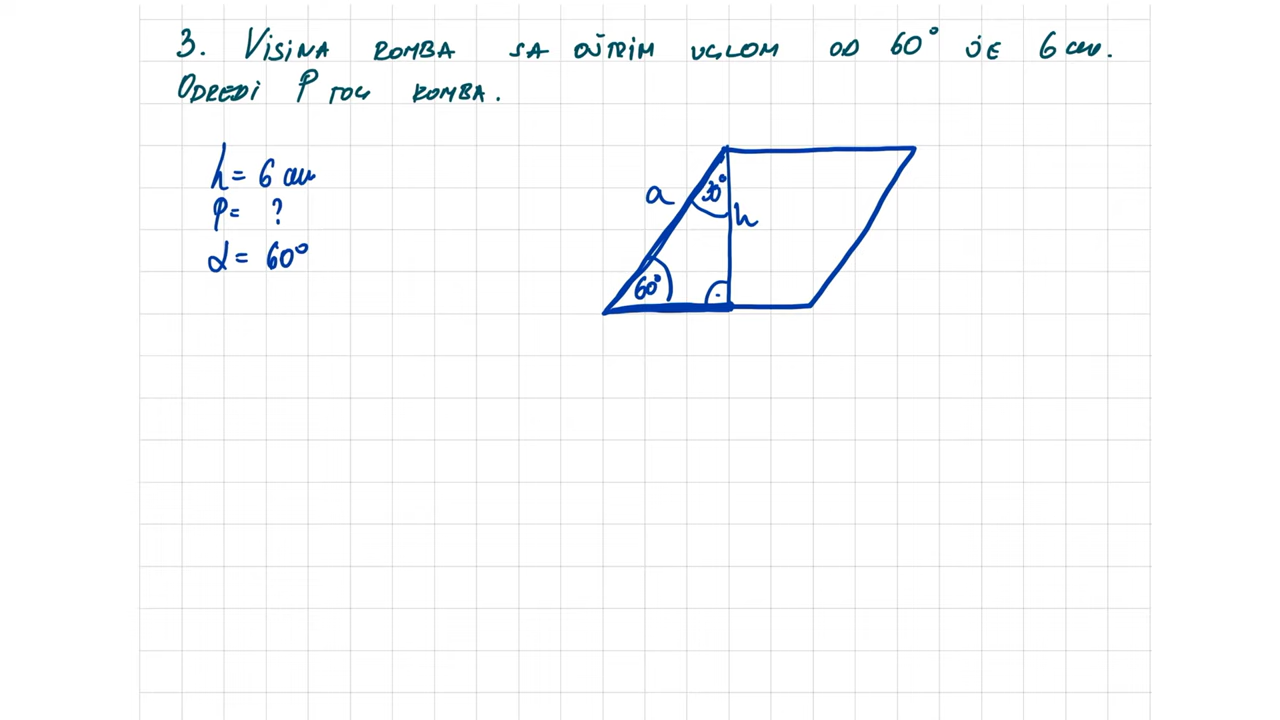 3. VISINA ROMBA SA OŠTRIM UGLOM OD 60° JE 6 cm.
ODREDI P TOG ROMBA.
h = 6 cm
P = ?
α = 60°
a
30°
h
60°